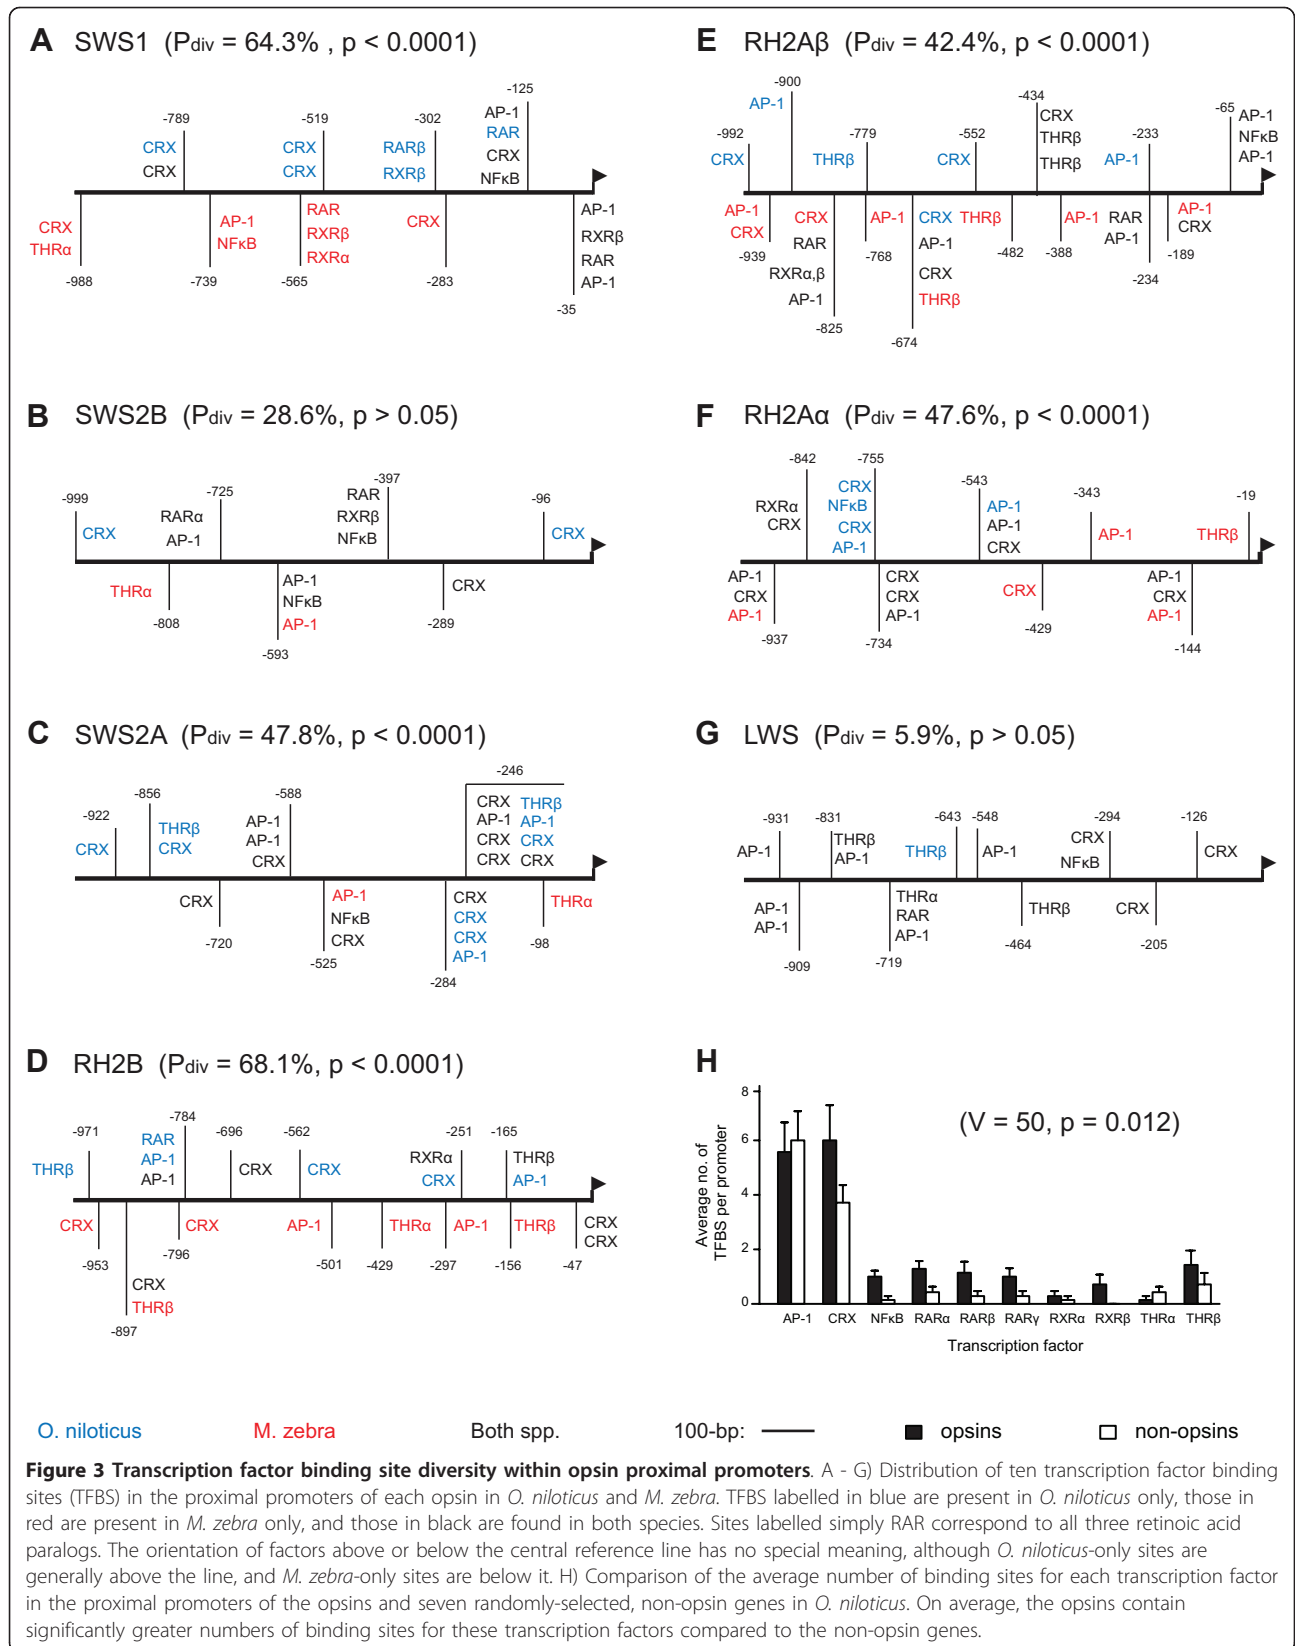 A SWS1 (Pdiv = 64.3% , p < 0.0001)
-789
CRX
CRX
-519
CRX
CRX
-302
RARβ
RXRβ
-125
AP-1
RAR
CRX
NFκB
CRX
THRα
-988
AP-1
NFκB
-739
RAR
RXRβ
RXRα
-565
CRX
-283
AP-1
RXRβ
RAR
AP-1
-35
B SWS2B (Pdiv = 28.6%, p > 0.05)
-999
CRX
-725
RARα
AP-1
-397
RAR
RXRβ
NFκB
-96
CRX
THRα
-808
AP-1
NFκB
AP-1
-593
CRX
-289
C SWS2A (Pdiv = 47.8%, p < 0.0001)
-922
CRX
-856
THRβ
CRX
-588
AP-1
AP-1
CRX
-246
CRX THRβ
AP-1 AP-1
CRX CRX
CRX CRX
CRX
-720
AP-1
NFκB
CRX
-525
CRX
CRX
CRX
AP-1
-284
THRα
-98
D RH2B (Pdiv = 68.1%, p < 0.0001)
-971
THRβ
-784
RAR
AP-1
AP-1
-696
CRX
-562
CRX
-251
RXRα
CRX
-165
THRβ
AP-1
CRX
-953
CRX
THRβ
-897
CRX
-796
AP-1
-501
THRα
-429
AP-1
-297
THRβ
-156
CRX
CRX
-47
E RH2Aβ (Pdiv = 42.4%, p < 0.0001)
-992
CRX
-900
AP-1
-779
THRβ
-552
CRX
-434
CRX
THRβ
THRβ
-233
AP-1
-65
AP-1
NFκB
AP-1
AP-1
CRX
-939
CRX
RAR
RXRα,β
AP-1
-825
AP-1
-768
CRX
AP-1
CRX
THRβ
-674
THRβ
-482
AP-1
-388
RAR
AP-1
-234
AP-1
CRX
-189
F RH2Aα (Pdiv = 47.6%, p < 0.0001)
-842
RXRα
CRX
-755
CRX
NFκB
CRX
AP-1
-543
AP-1
AP-1
CRX
-343
AP-1
-19
THRβ
AP-1
CRX
AP-1
-937
CRX
CRX
AP-1
-734
CRX
-429
AP-1
CRX
AP-1
-144
G LWS (Pdiv = 5.9%, p > 0.05)
-931
AP-1
-831
THRβ
AP-1
-643
THRβ
-548
AP-1
-294
CRX
NFκB
-126
CRX
AP-1
AP-1
-909
THRα
RAR
AP-1
-719
THRβ
-464
CRX
-205
H
(V = 50, p = 0.012)
Average no. of
TFBS per promoter
8
6
4
2
0
AP-1 CRX NFκB RARα RARβ RARγ RXRα RXRβ THRα THRβ
Transcription factor
O. niloticus M. zebra Both spp. 100-bp: opsins non-opsins
Figure 3 Transcription factor binding site diversity within opsin proximal promoters. A - G) Distribution of ten transcription factor binding
sites (TFBS) in the proximal promoters of each opsin in O. niloticus and M. zebra. TFBS labelled in blue are present in O. niloticus only, those in
red are present in M. zebra only, and those in black are found in both species. Sites labelled simply RAR correspond to all three retinoic acid
paralogs. The orientation of factors above or below the central reference line has no special meaning, although O. niloticus-only sites are
generally above the line, and M. zebra-only sites are below it. H) Comparison of the average number of binding sites for each transcription factor
in the proximal promoters of the opsins and seven randomly-selected, non-opsin genes in O. niloticus. On average, the opsins contain
significantly greater numbers of binding sites for these transcription factors compared to the non-opsin genes.